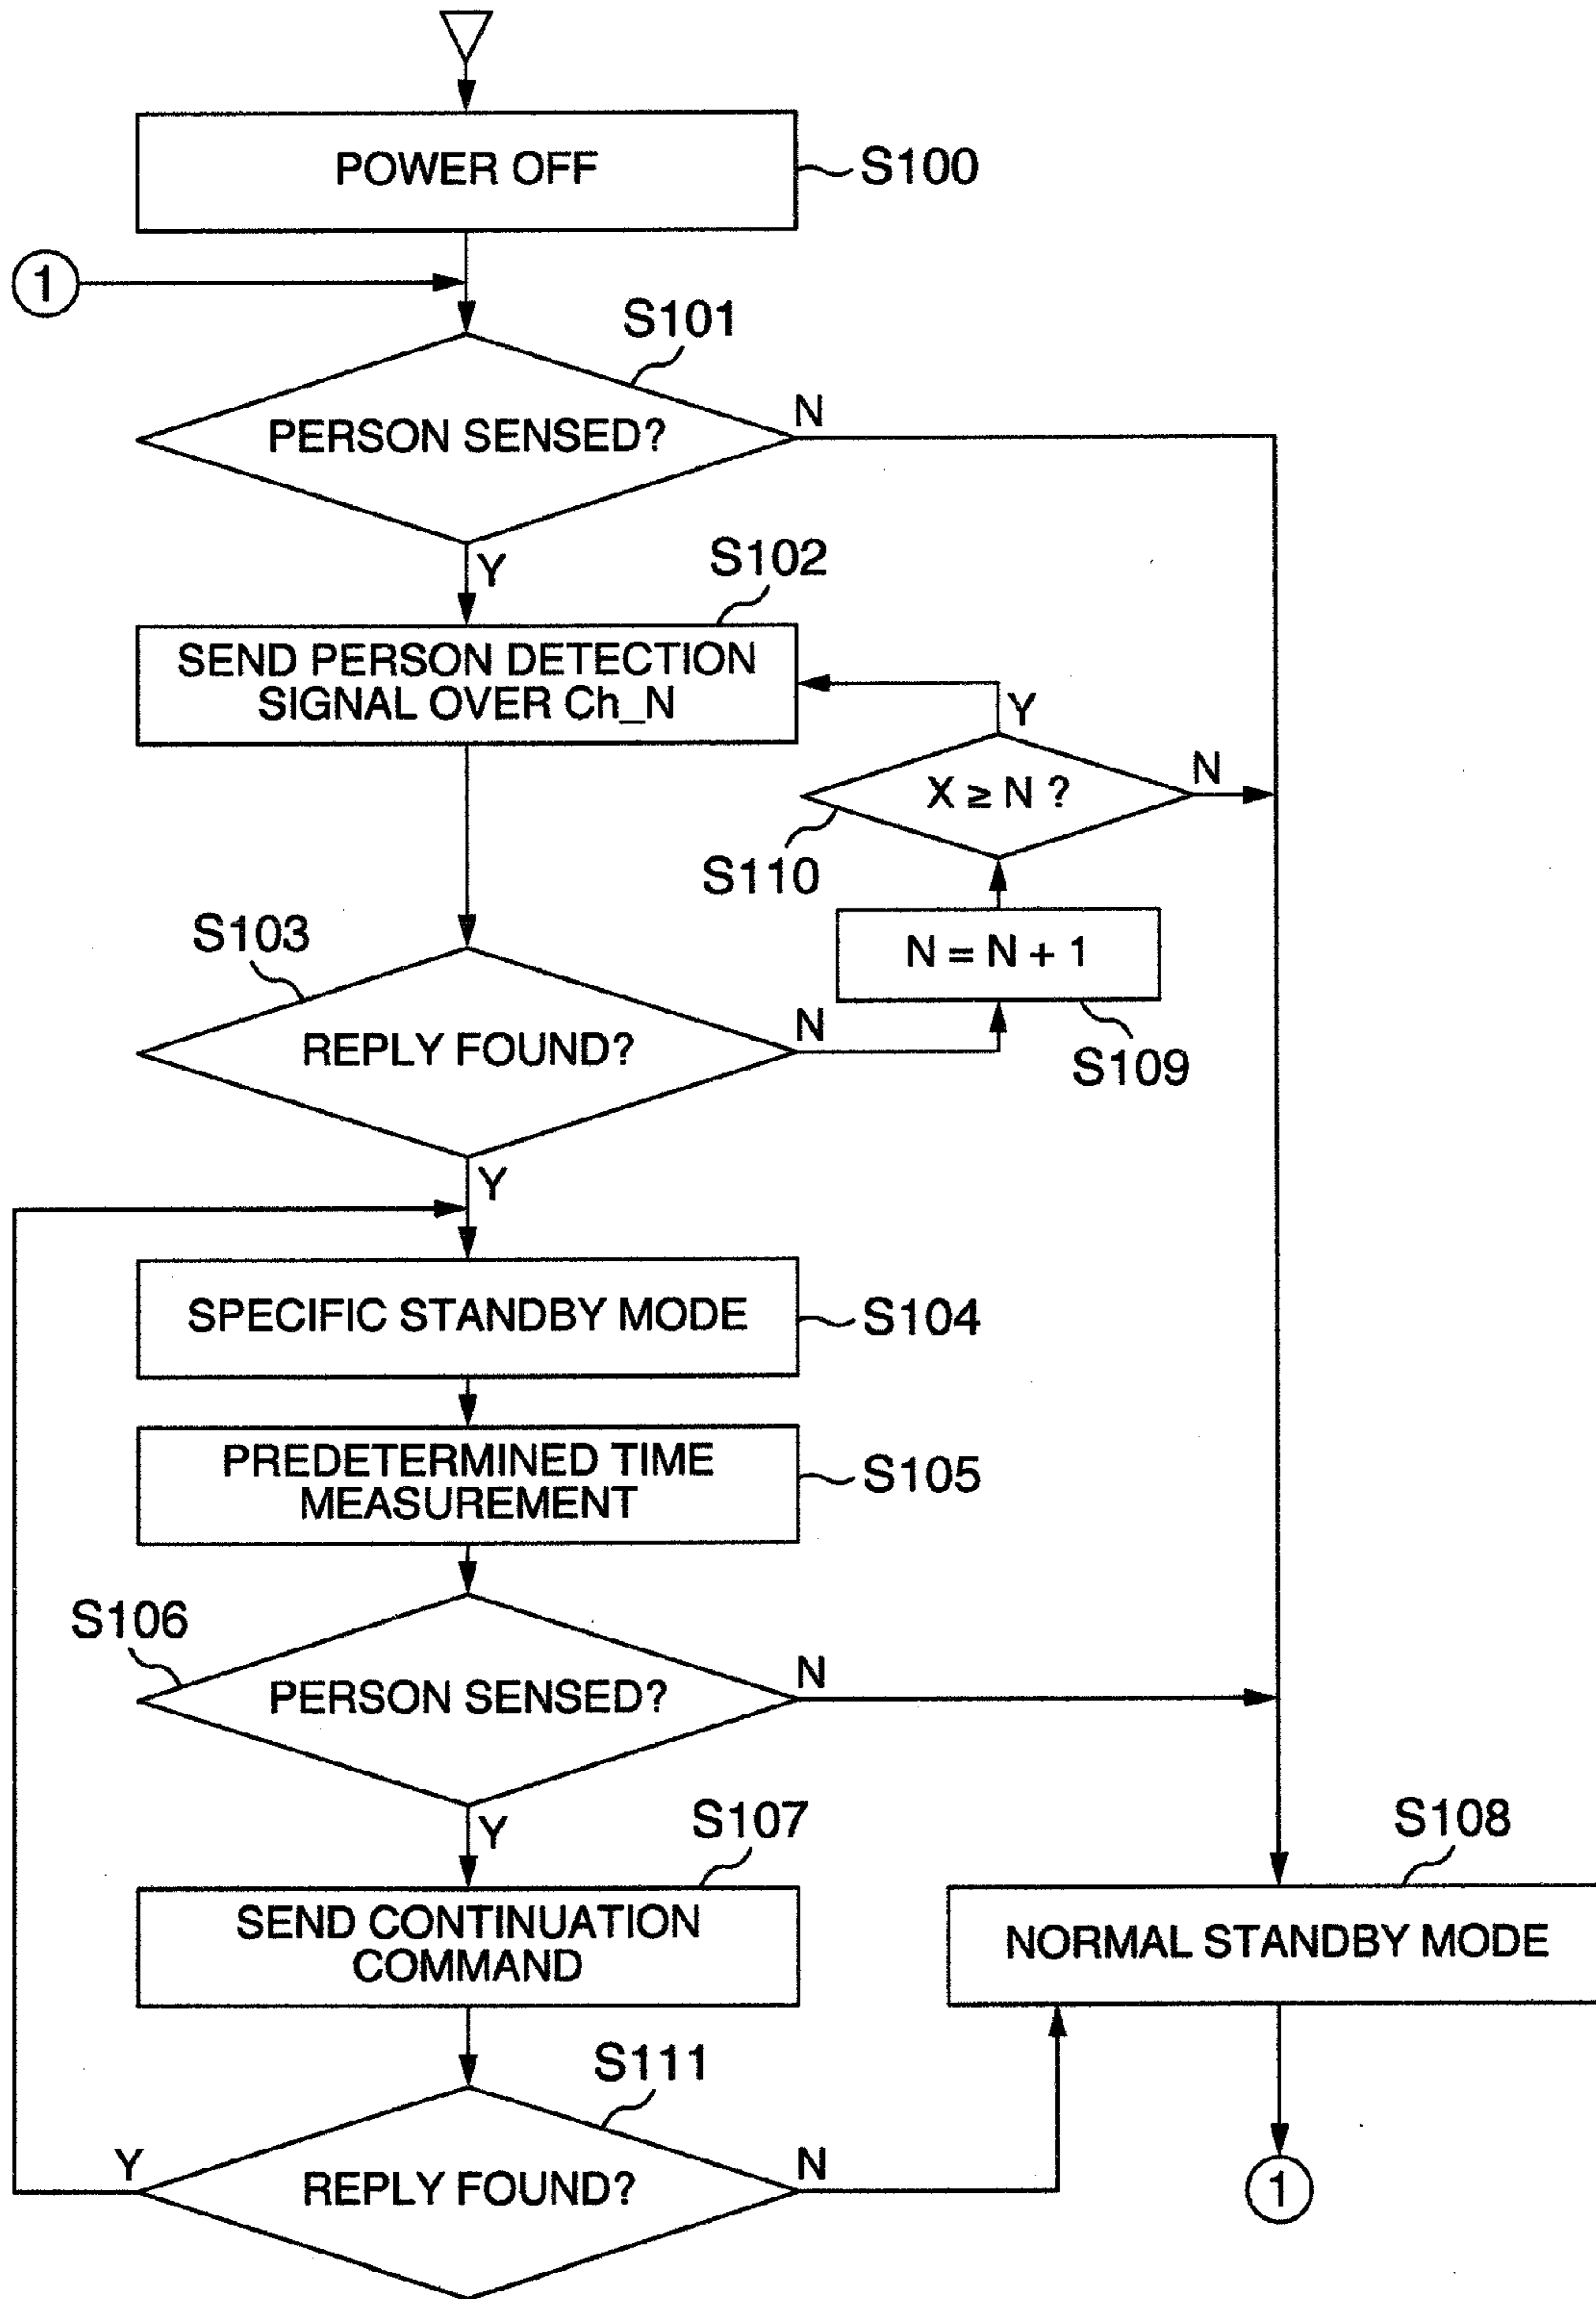 POWER OFF
S100
1
S101
PERSON SENSED?
N
Y
S102
SEND PERSON DETECTION
SIGNAL OVER Ch_N
Y
X ≥ N ?
N
S110
S103
N = N + 1
REPLY FOUND?
N
S109
Y
SPECIFIC STANDBY MODE
S104
PREDETERMINED TIME
MEASUREMENT
S105
S106
PERSON SENSED?
N
Y
S107
S108
SEND CONTINUATION
COMMAND
NORMAL STANDBY MODE
S111
Y
REPLY FOUND?
N
1